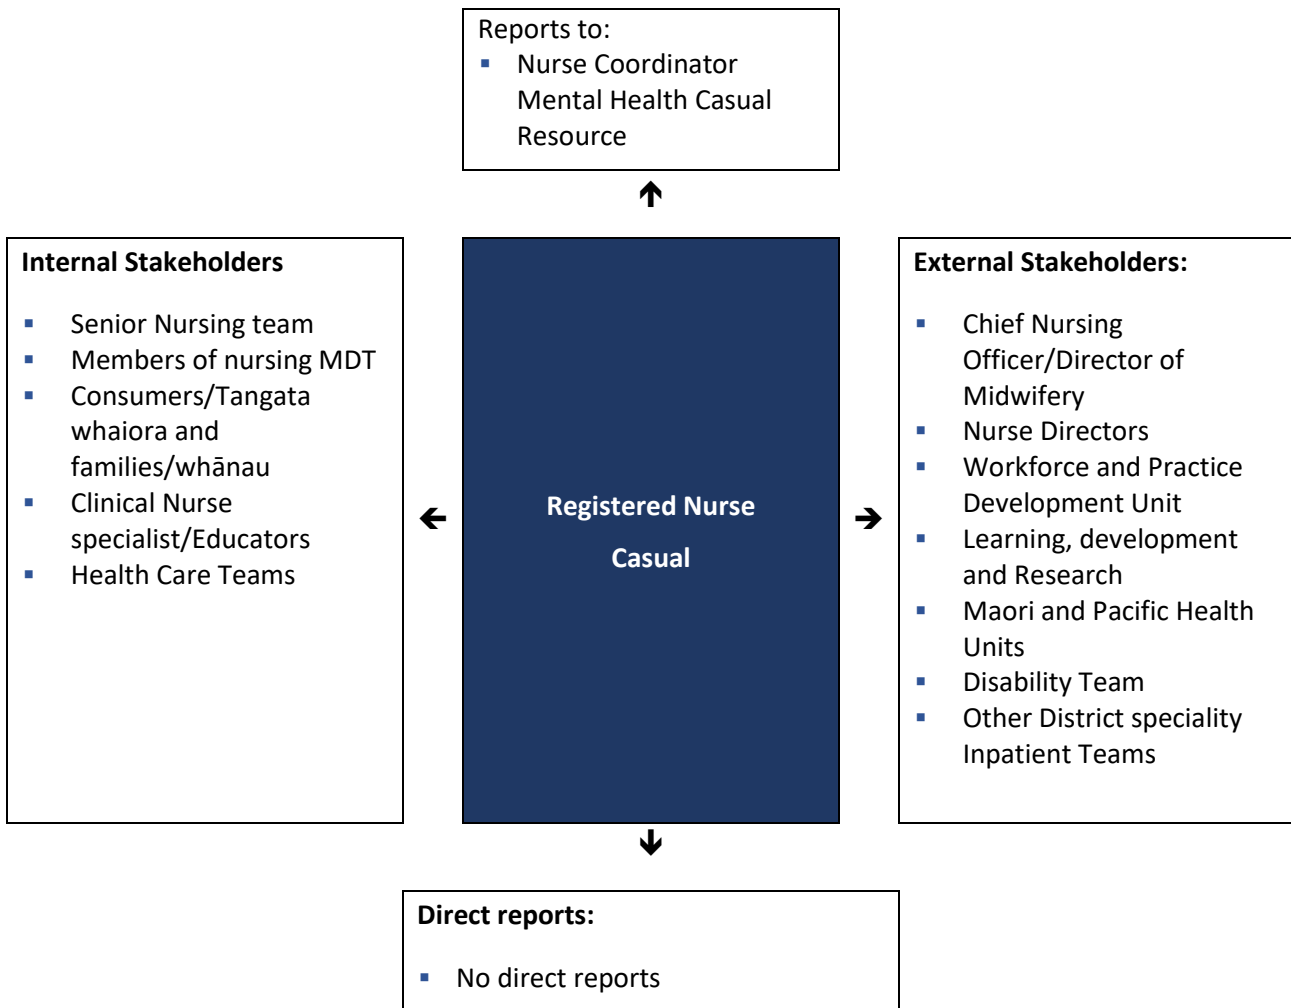 Reports to:
▪ Nurse Coordinator
Mental Health Casual
Resource
Internal Stakeholders
▪ Senior Nursing team
▪ Members of nursing MDT
▪ Consumers/Tangata
whaiora and
families/whānau
▪ Clinical Nurse
specialist/Educators
▪ Health Care Teams
Registered Nurse
Casual
External Stakeholders:
▪ Chief Nursing
Officer/Director of
Midwifery
▪ Nurse Directors
▪ Workforce and Practice
Development Unit
▪ Learning, development
and Research
▪ Maori and Pacific Health
Units
▪ Disability Team
▪ Other District speciality
Inpatient Teams
Direct reports:
▪ No direct reports